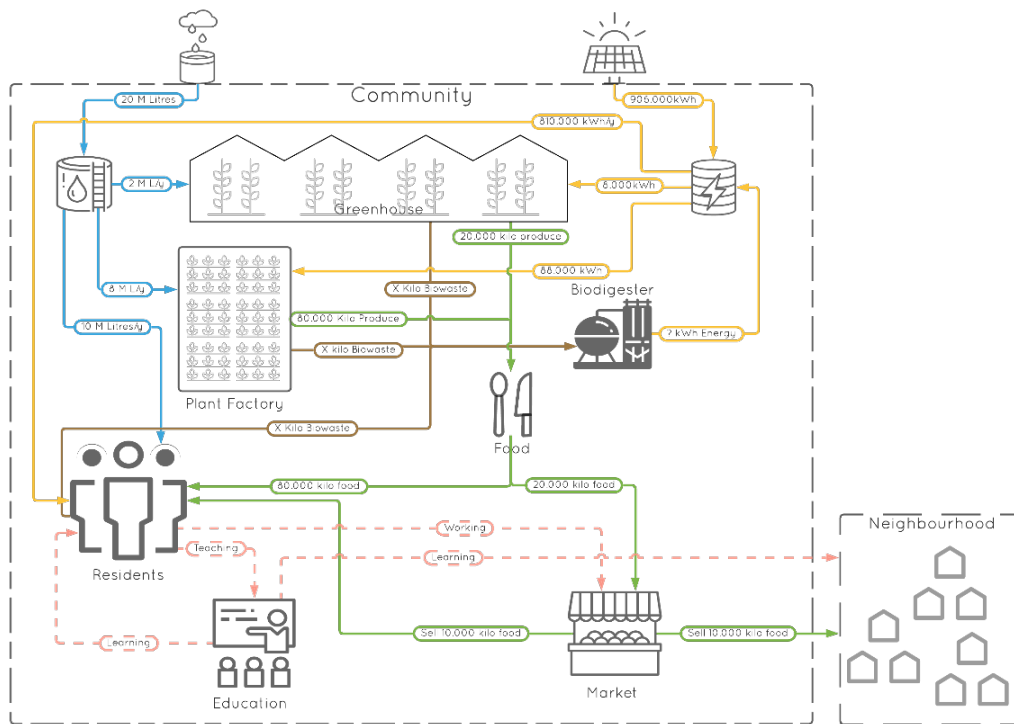 Community
20 M Litres
906.000kWh
810.000 kWh/y
2 M L/y
8.000kWh
Greenhouse
20.000 kilo produce
88.000 kWh
X Kilo Biowaste
Biodigester
8 M L/y
80.000 Kilo Produce
10 M Litres/y
? kWh Energy
X kilo Biowaste
Plant Factory
X Kilo Biowaste
Food
80.000 kilo food
20.000 kilo food
Neighbourhood
Working
Teaching
Learning
Residents
Learning
Sell 10.000 kilo food
Sell 10.000 kilo food
Education
Market